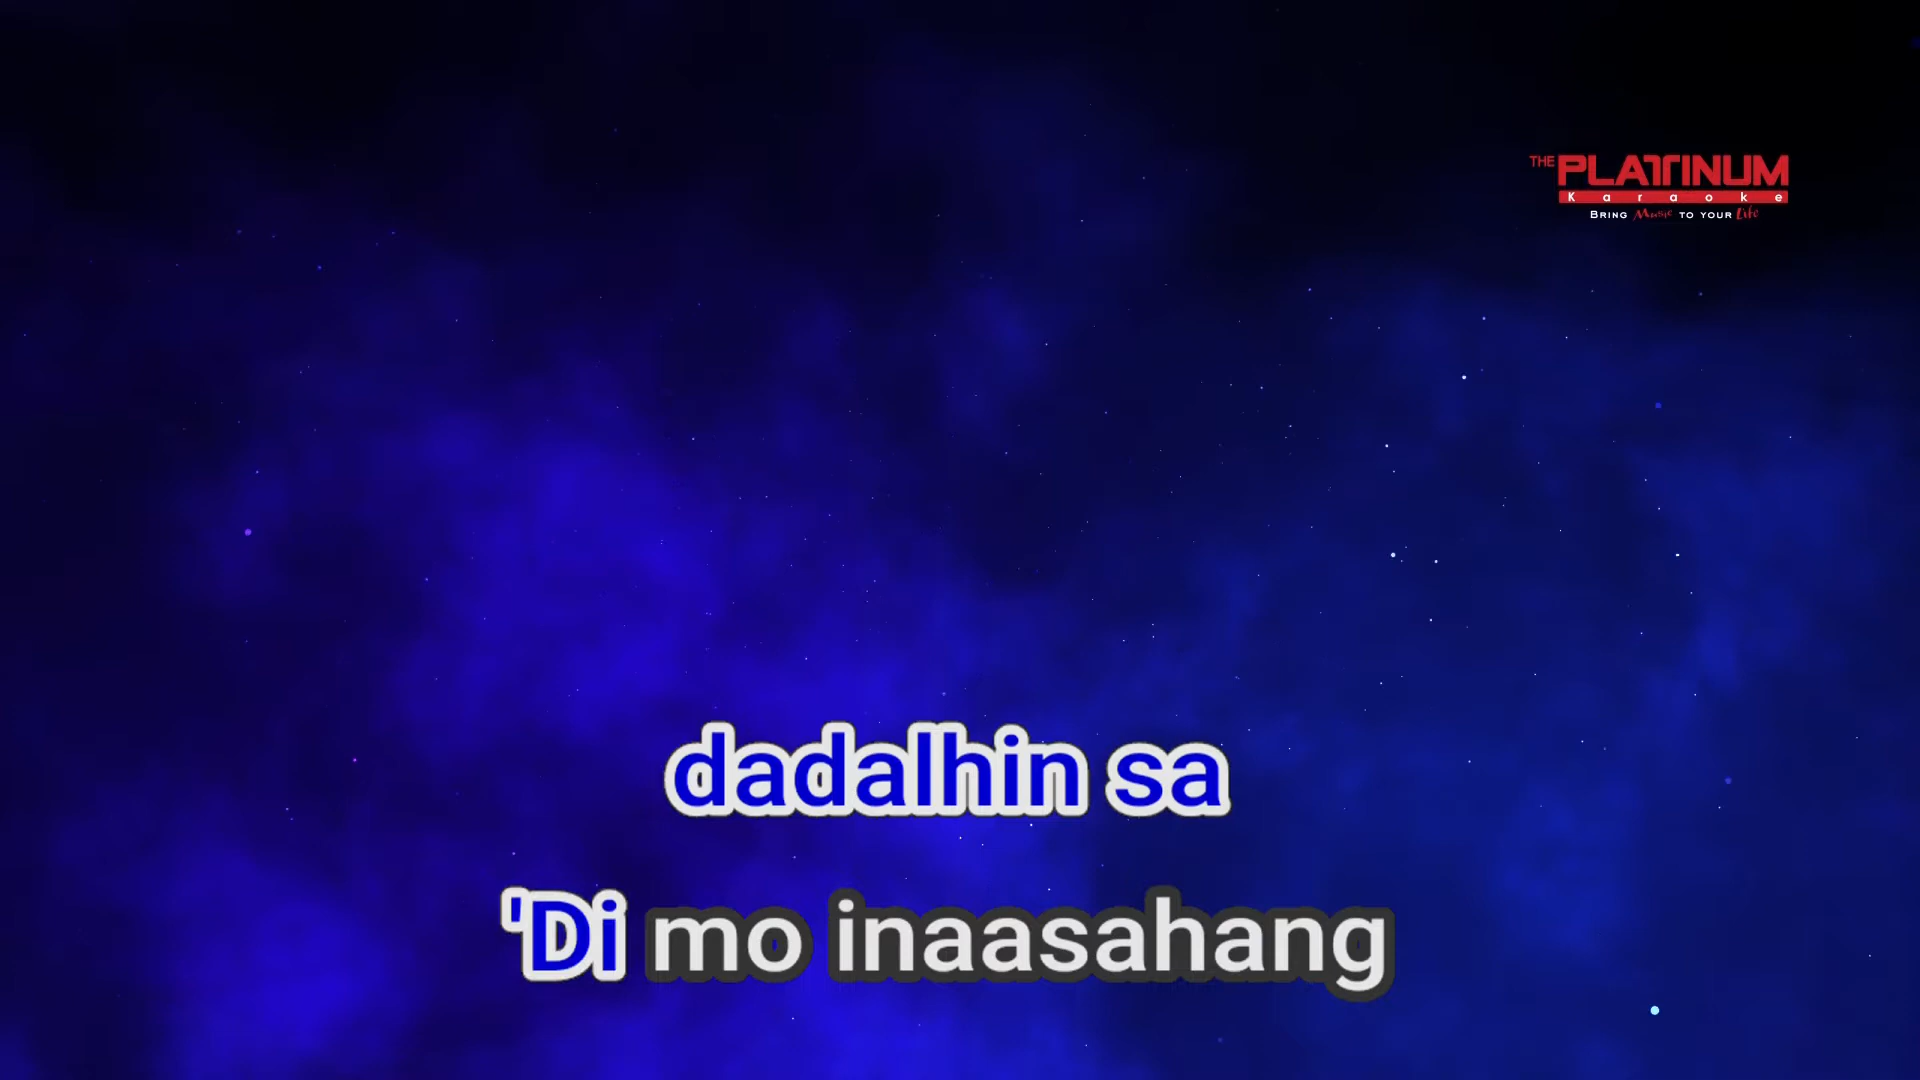 THE PLATINUM
Karaoke
BRING Music TO YOUR Life
dadalhin sa
'Di mo inaasahang